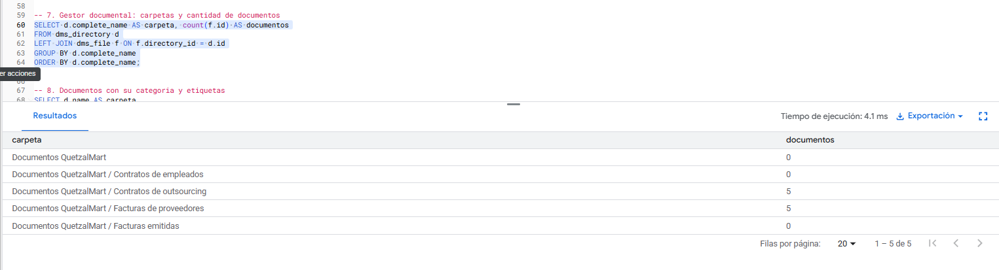 58
59 -- 7. Gestor documental: carpetas y cantidad de documentos
60 SELECT d.complete_name AS carpeta, count(f.id) AS documentos
61 FROM dms_directory d
62 LEFT JOIN dms_file f ON f.directory_id = d.id
63 GROUP BY d.complete_name
64 ORDER BY d.complete_name;
er acciones
66
67 -- 8. Documentos con su categoria y etiquetas
68 SELECT d.name AS carpeta
Resultados
Tiempo de ejecución: 4.1 ms Exportación
carpeta documentos
Documentos QuetzalMart 0
Documentos QuetzalMart / Contratos de empleados 0
Documentos QuetzalMart / Contratos de outsourcing 5
Documentos QuetzalMart / Facturas de proveedores 5
Documentos QuetzalMart / Facturas emitidas 0
Filas por página: 20 1 – 5 de 5